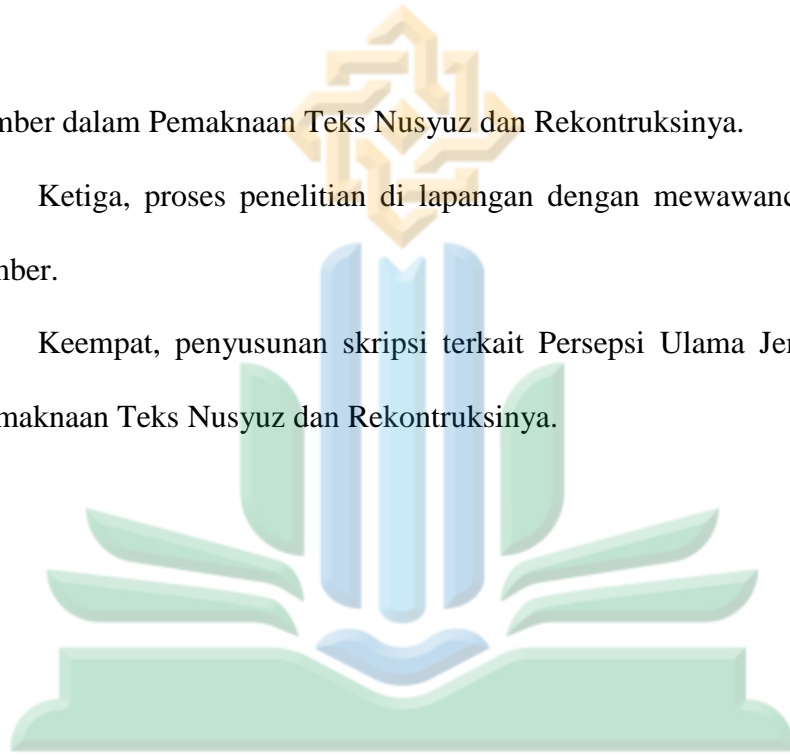 mber dalam Pemaknaan Teks Nusyuz dan Rekontruksinya.
Ketiga, proses penelitian di lapangan dengan mewawanc
nber.
Keempat, penyusunan skripsi terkait Persepsi Ulama Jer
maknaan Teks Nusyuz dan Rekontruksinya.